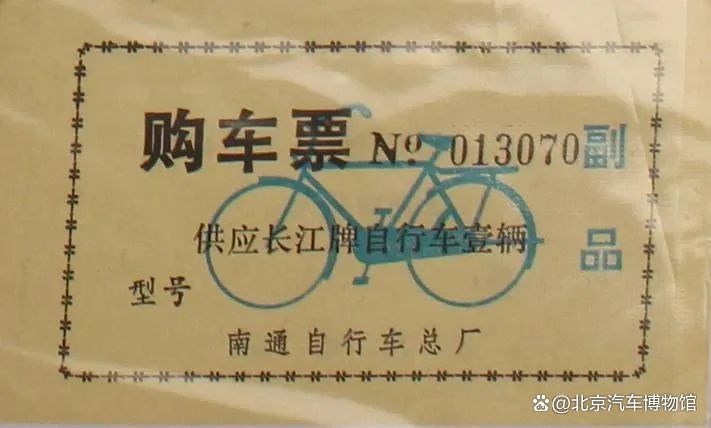 购车票 No. 013070
副品
供应长江牌自行车壹辆
型号
南通自行车总厂
@北京汽车博物馆